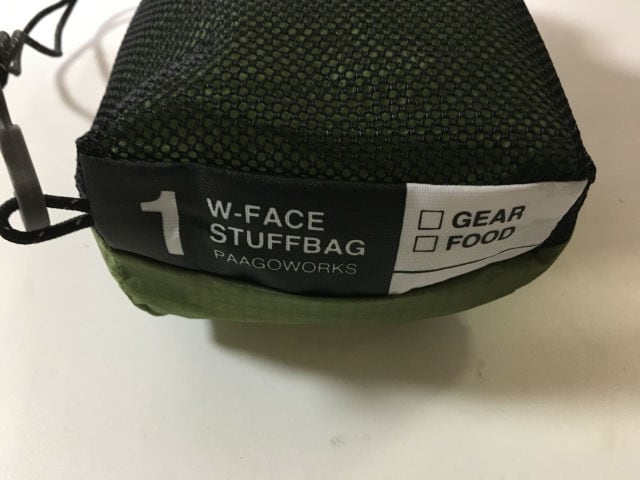 1
W-FACE
STUFFBAG
PAAGOWORKS
☐ GEAR
☐ FOOD